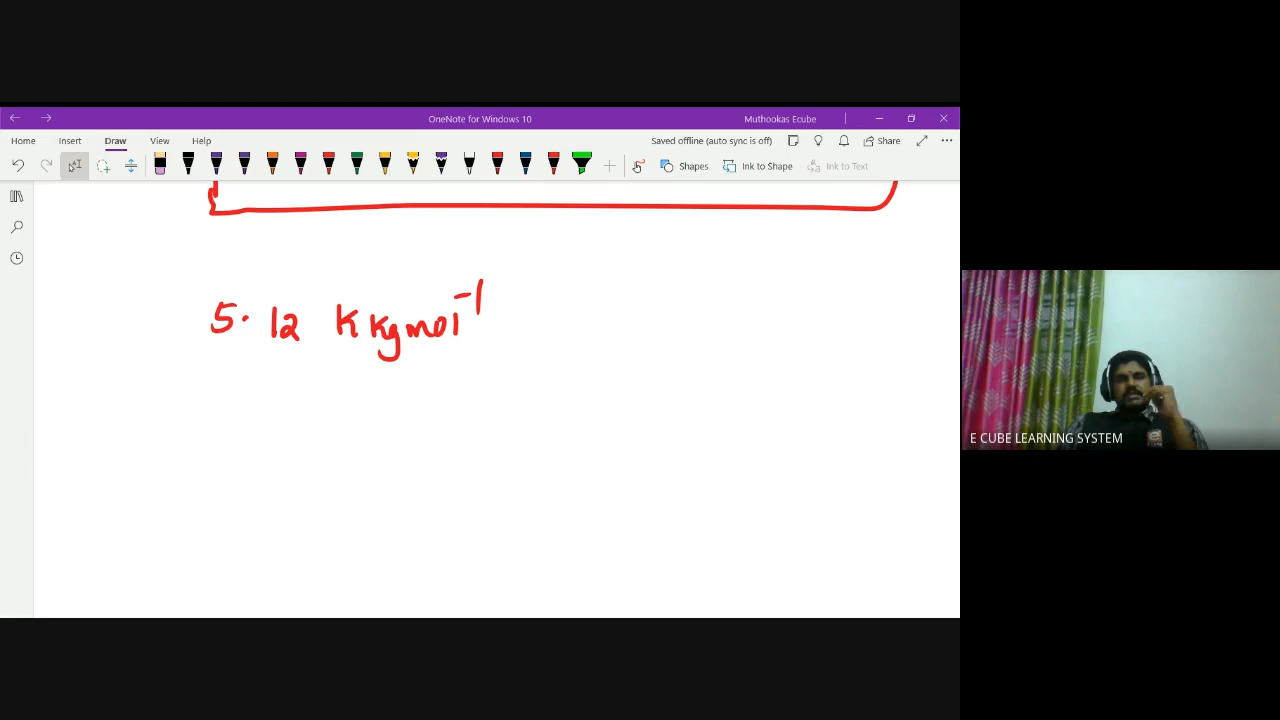 OneNote for Windows 10
Muthookas Ecube
Home Insert Draw View Help
Saved offline (auto sync is off)
Share
Shapes
Ink to Shape
Ink to Text
5. 12 K Kg mol⁻¹
E CUBE LEARNING SYSTEM